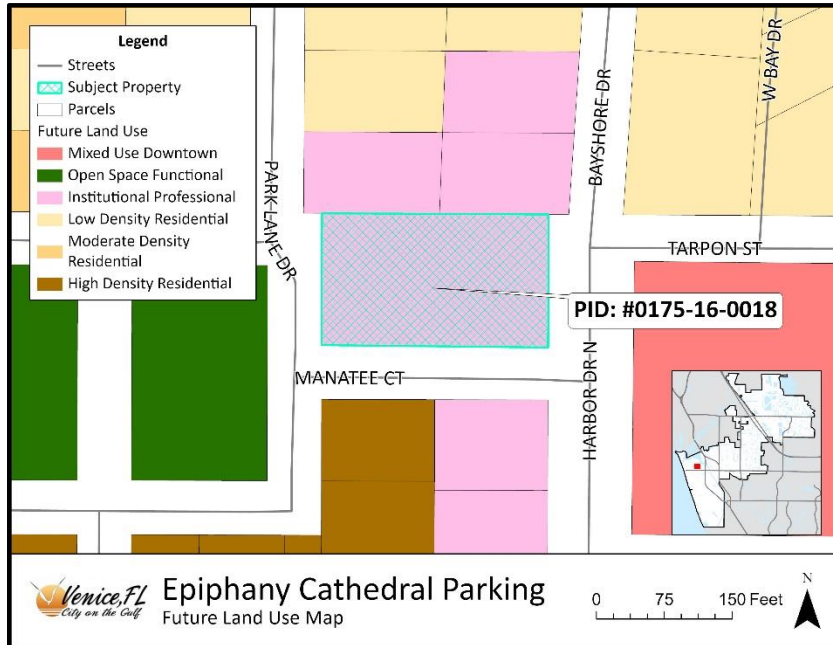 Legend
Streets
Subject Property
Parcels
Future Land Use
Mixed Use Downtown
Open Space Functional
Institutional Professional
Low Density Residential
Moderate Density
Residential
High Density Residential
PARK LANE DR
BAYSHORE DR
W BAY DR
TARPON ST
PID: #0175-16-0018
MANATEE CT
HARBOR DR N
Venice, FL
City on the Gulf
Epiphany Cathedral Parking
Future Land Use Map
0 75 150 Feet
N